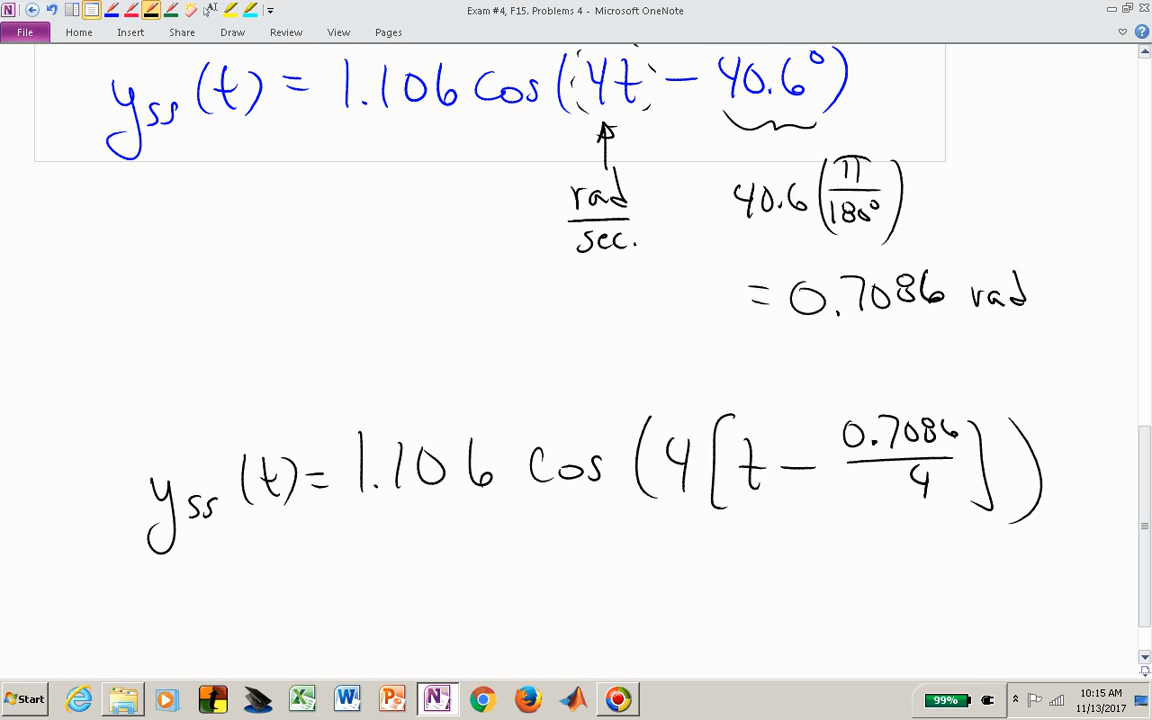 Exam #4, F15. Problems 4 - Microsoft OneNote
File Home Insert Share Draw Review View Pages
yss(t) = 1.106 cos(4t - 40.6°)
rad/sec.
40.6(π/180°)
= 0.7086 rad
yss(t) = 1.106 cos(4[t - 0.7086/4])
Start
99%
10:15 AM
11/13/2017